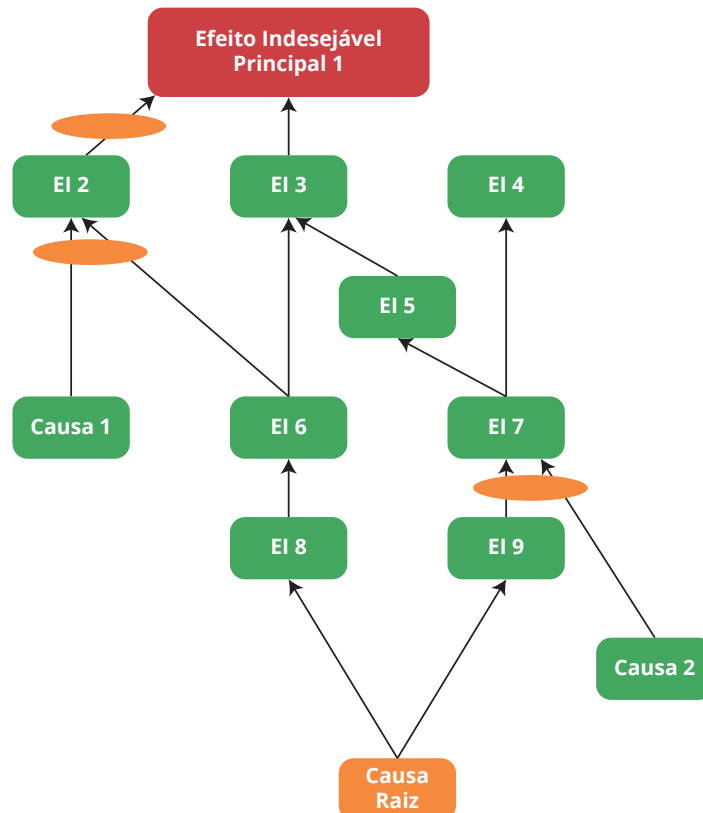 Efeito Indesejável
Principal 1
EI 2
EI 3
EI 4
EI 5
Causa 1
EI 6
EI 7
EI 8
EI 9
Causa 2
Causa
Raiz